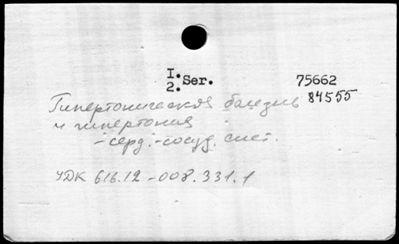 I.
2. Ser. 75662
Гипертоническая болезнь 84555
и гипертония
- серд.-сосуд. сист.
УДК 616.12-008.331.1